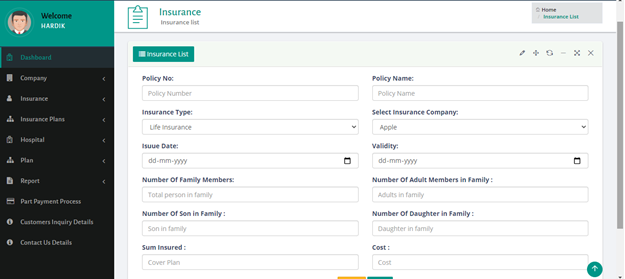 Welcome
HARDIK
Dashboard
Company
Insurance
Insurance Plans
Hospital
Plan
Report
Part Payment Process
Customers Inquiry Details
Contact Us Details
Insurance
Insurance list
Home
Insurance List
Insurance List
Policy No:
Policy Name:
Policy Number
Policy Name
Insurance Type:
Select Insurance Company:
Life Insurance
Apple
Isuue Date:
Validity:
dd-mm-yyyy
dd-mm-yyyy
Number Of Family Members:
Number Of Adult Members in Family :
Total person in family
Adults in family
Number Of Son in Family :
Number Of Daughter in Family :
Son in family
Daughter in family
Sum Insured :
Cost :
Cover Plan
Cost